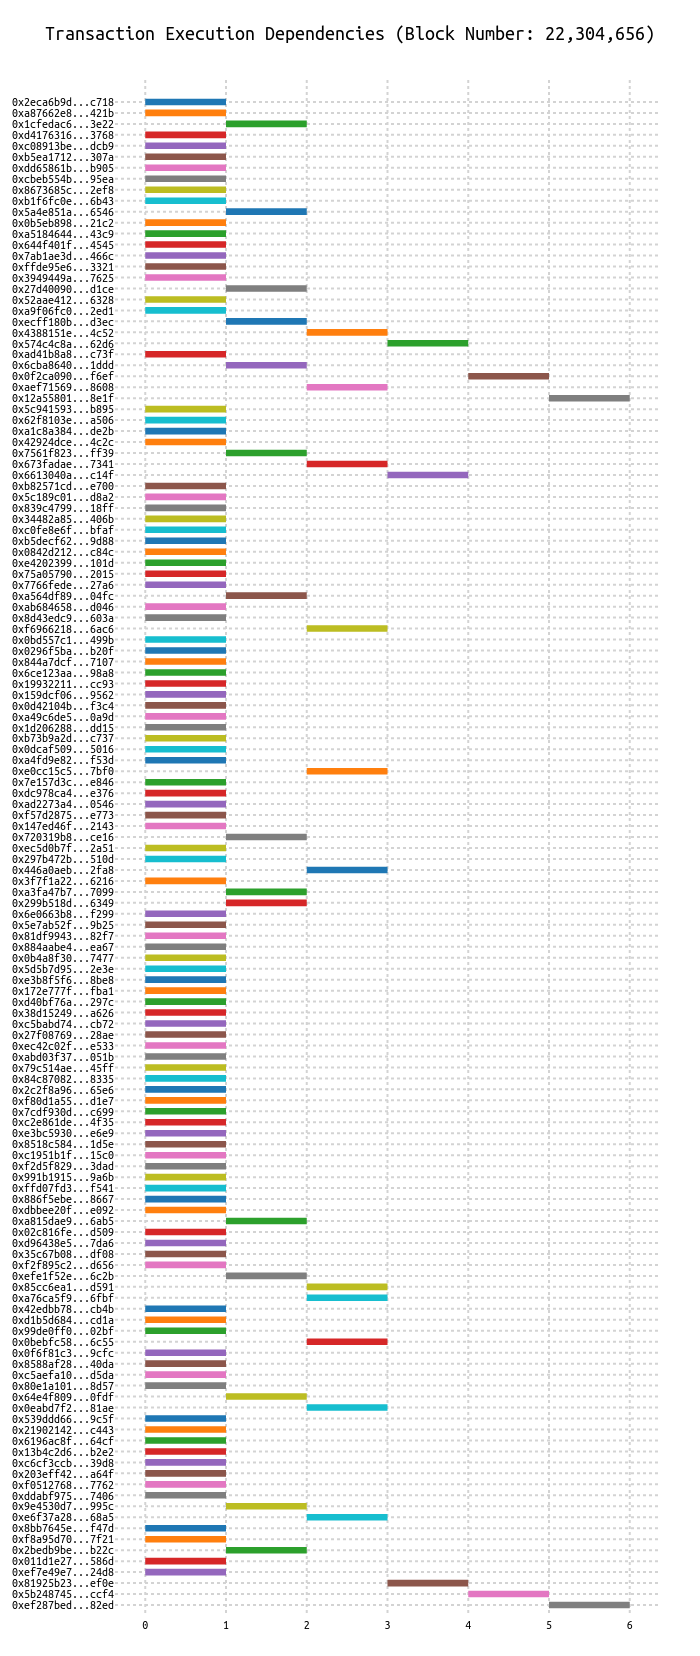 Transaction Execution Dependencies (Block Number: 22,304,656)
0x2eca6b9d...c718
0xa87662e8...421b
0x1cfedac6...3e22
0xd4176316...3768
0xc08913be...dcb9
0xb5ea1712...307a
0xdd65861b...b905
0xcbeb554b...95ea
0x8673685c...2ef8
0xb1f6fc0e...6b43
0x5a4e851a...6546
0x0b5eb898...21c2
0xa5184644...43c9
0x644f401f...4545
0x7ab1ae3d...466c
0xffde95e6...3321
0x3949449a...7625
0x27d40090...d1ce
0x52aae412...6328
0xa9f06fc0...2ed1
0xecff180b...d3ec
0x4388151e...4c52
0x574c4c8a...62d6
0xad41b8a8...c73f
0x6cba8640...1ddd
0x0f2ca090...f6ef
0xaef71569...8608
0x12a55801...8e1f
0x5c941593...b895
0x62f8103e...a506
0xa1c8a384...de2b
0x42924dce...4c2c
0x7561f823...ff39
0x673fadae...7341
0x6613040a...c14f
0xb82571cd...e700
0x5c189c01...d8a2
0x839c4799...18ff
0x34482a85...406b
0xc0fe8e6f...bfaf
0xb5decf62...9d88
0x0842d212...c84c
0xe4202399...101d
0x75a05790...2015
0x7766fede...27a6
0xa564df89...04fc
0xab684658...d046
0x8d43edc9...603a
0xf6966218...6ac6
0x0bd557c1...499b
0x0296f5ba...b20f
0x844a7dcf...7107
0x6ce123aa...98a8
0x19932211...cc93
0x159dcf06...9562
0x0d42104b...f3c4
0xa49c6de5...0a9d
0x1d206288...dd15
0xb73b9a2d...c737
0x0dcaf509...5016
0xa4fd9e82...f53d
0xe0cc15c5...7bf0
0x7e157d3c...e846
0xdc978ca4...e376
0xad2273a4...0546
0xf57d2875...e773
0x147ed46f...2143
0x720319b8...ce16
0xec5d0b7f...2a51
0x297b472b...510d
0x446a0aeb...2fa8
0x3f7f1a22...6216
0xa3fa47b7...7099
0x299b518d...6349
0x6e0663b8...f299
0x5e7ab52f...9b25
0x81df9943...82f7
0x884aabe4...ea67
0x0b4a8f30...7477
0x5d5b7d95...2e3e
0xe3b8f5f6...8be8
0x172e777f...fba1
0xd40bf76a...297c
0x38d15249...a626
0xc5babd74...cb72
0x27f08769...28ae
0xec42c02f...e533
0xabd03f37...051b
0x79c514ae...45ff
0x84c87082...8335
0x2c2f8a96...65e6
0xf80d1a55...d1e7
0x7cdf930d...c699
0xc2e861de...4f35
0xe3bc5930...e6e9
0x8518c584...1d5e
0xc1951b1f...15c0
0xf2d5f829...3dad
0x991b1915...9a6b
0xffd07fd3...f541
0x886f5ebe...8667
0xdbbee20f...e092
0xa815dae9...6ab5
0x02c816fe...d509
0xd96438e5...7da6
0x35c67b08...df08
0xf2f895c2...d656
0xefe1f52e...6c2b
0x85cc6ea1...d591
0xa76ca5f9...6fbf
0x42edbb78...cb4b
0xd1b5d684...cd1a
0x99de0ff0...02bf
0x0bebfc58...6c55
0x0f6f81c3...9cfc
0x8588af28...40da
0xc5aefa10...d5da
0x80e1a101...8d57
0x64e4f809...0fdf
0x0eabd7f2...81ae
0x539ddd66...9c5f
0x21902142...c443
0x6196ac8f...64cf
0x13b4c2d6...b2e2
0xc6cf3ccb...39d8
0x203eff42...a64f
0xf0512768...7762
0xddabf975...7406
0x9e4530d7...995c
0xe6f37a28...68a5
0x8bb7645e...f47d
0xf8a95d70...7f21
0x2bedb9be...b22c
0x011d1e27...586d
0xef7e49e7...24d8
0x81925b23...ef0e
0x5b248745...ccf4
0xef287bed...82ed
0 1 2 3 4 5 6